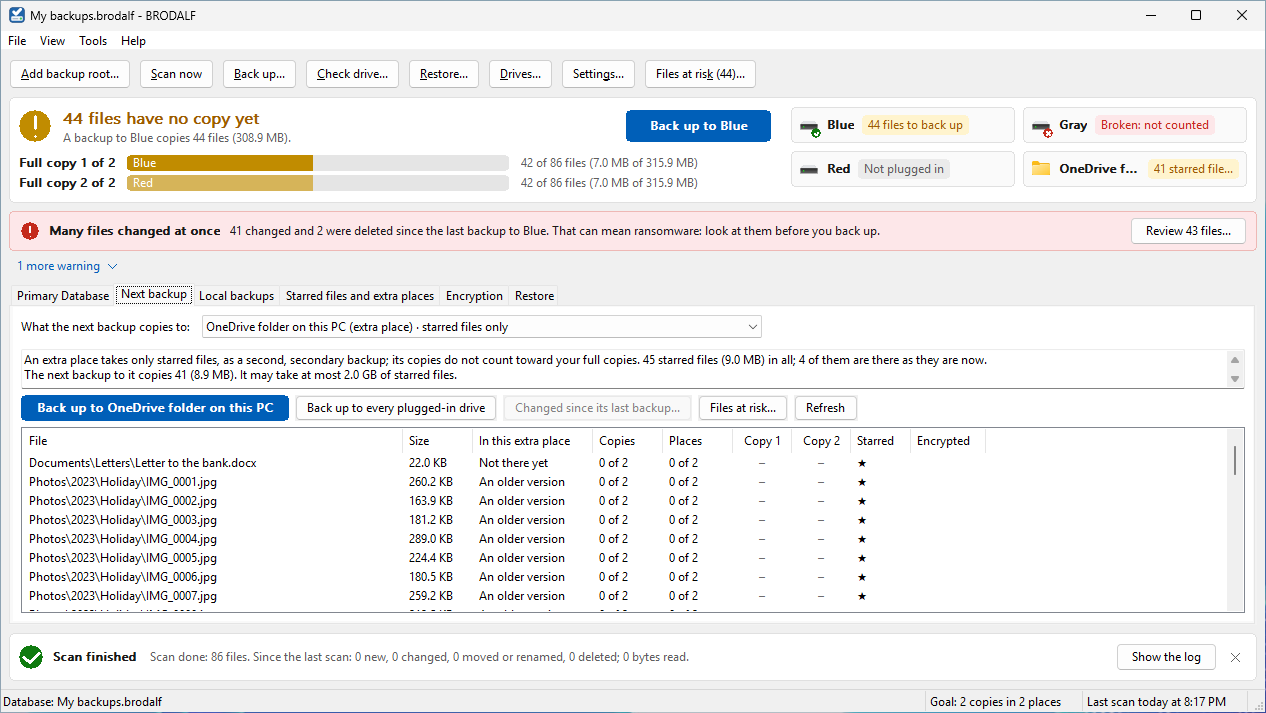 My backups.brodalf - BRODALF
File View Tools Help
Add backup root... Scan now Back up... Check drive... Restore... Drives... Settings... Files at risk (44)...
44 files have no copy yet
A backup to Blue copies 44 files (308.9 MB).
Back up to Blue
Full copy 1 of 2 Blue 42 of 86 files (7.0 MB of 315.9 MB)
Full copy 2 of 2 Red 42 of 86 files (7.0 MB of 315.9 MB)
Blue 44 files to back up
Gray Broken: not counted
Red Not plugged in
OneDrive f... 41 starred file...
Many files changed at once 41 changed and 2 were deleted since the last backup to Blue. That can mean ransomware: look at them before you back up. Review 43 files...
1 more warning
Primary Database Next backup Local backups Starred files and extra places Encryption Restore
What the next backup copies to: OneDrive folder on this PC (extra place) · starred files only
An extra place takes only starred files, as a second, secondary backup; its copies do not count toward your full copies. 45 starred files (9.0 MB) in all; 4 of them are there as they are now.
The next backup to it copies 41 (8.9 MB). It may take at most 2.0 GB of starred files.
Back up to OneDrive folder on this PC Back up to every plugged-in drive Changed since its last backup... Files at risk... Refresh
File Size In this extra place Copies Places Copy 1 Copy 2 Starred Encrypted
Documents\Letters\Letter to the bank.docx 22.0 KB Not there yet 0 of 2 0 of 2 – – ★
Photos\2023\Holiday\IMG_0001.jpg 260.2 KB An older version 0 of 2 0 of 2 – – ★
Photos\2023\Holiday\IMG_0002.jpg 163.9 KB An older version 0 of 2 0 of 2 – – ★
Photos\2023\Holiday\IMG_0003.jpg 181.2 KB An older version 0 of 2 0 of 2 – – ★
Photos\2023\Holiday\IMG_0004.jpg 289.0 KB An older version 0 of 2 0 of 2 – – ★
Photos\2023\Holiday\IMG_0005.jpg 224.4 KB An older version 0 of 2 0 of 2 – – ★
Photos\2023\Holiday\IMG_0006.jpg 180.5 KB An older version 0 of 2 0 of 2 – – ★
Photos\2023\Holiday\IMG_0007.jpg 259.2 KB An older version 0 of 2 0 of 2 – – ★
Scan finished Scan done: 86 files. Since the last scan: 0 new, 0 changed, 0 moved or renamed, 0 deleted; 0 bytes read. Show the log
Database: My backups.brodalf Goal: 2 copies in 2 places Last scan today at 8:17 PM